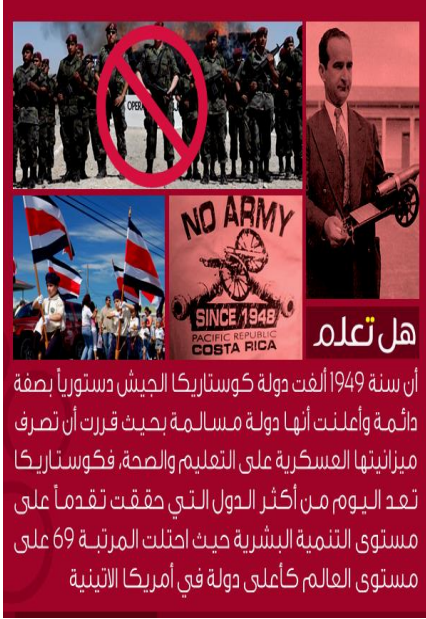 OPERA
NO ARMY
SINCE 1948
PACIFIC REPUBLIC
COSTA RICA
هل تعلم
أن سنة 1949 ألغت دولة كوستاريكا الجيش دستورياً بصفة
دائمة وأعلنت أنها دولة مسالمة بحيث قررت أن تصرف
ميزانيتها العسكرية على التعليم والصحة، فكوستاريكا
تعد اليوم من أكثر الدول التي حققت تقدماً على
مستوى التنمية البشرية حيث احتلت المرتبة 69 على
مستوى العالم كأعلى دولة في أمريكا الاتينية